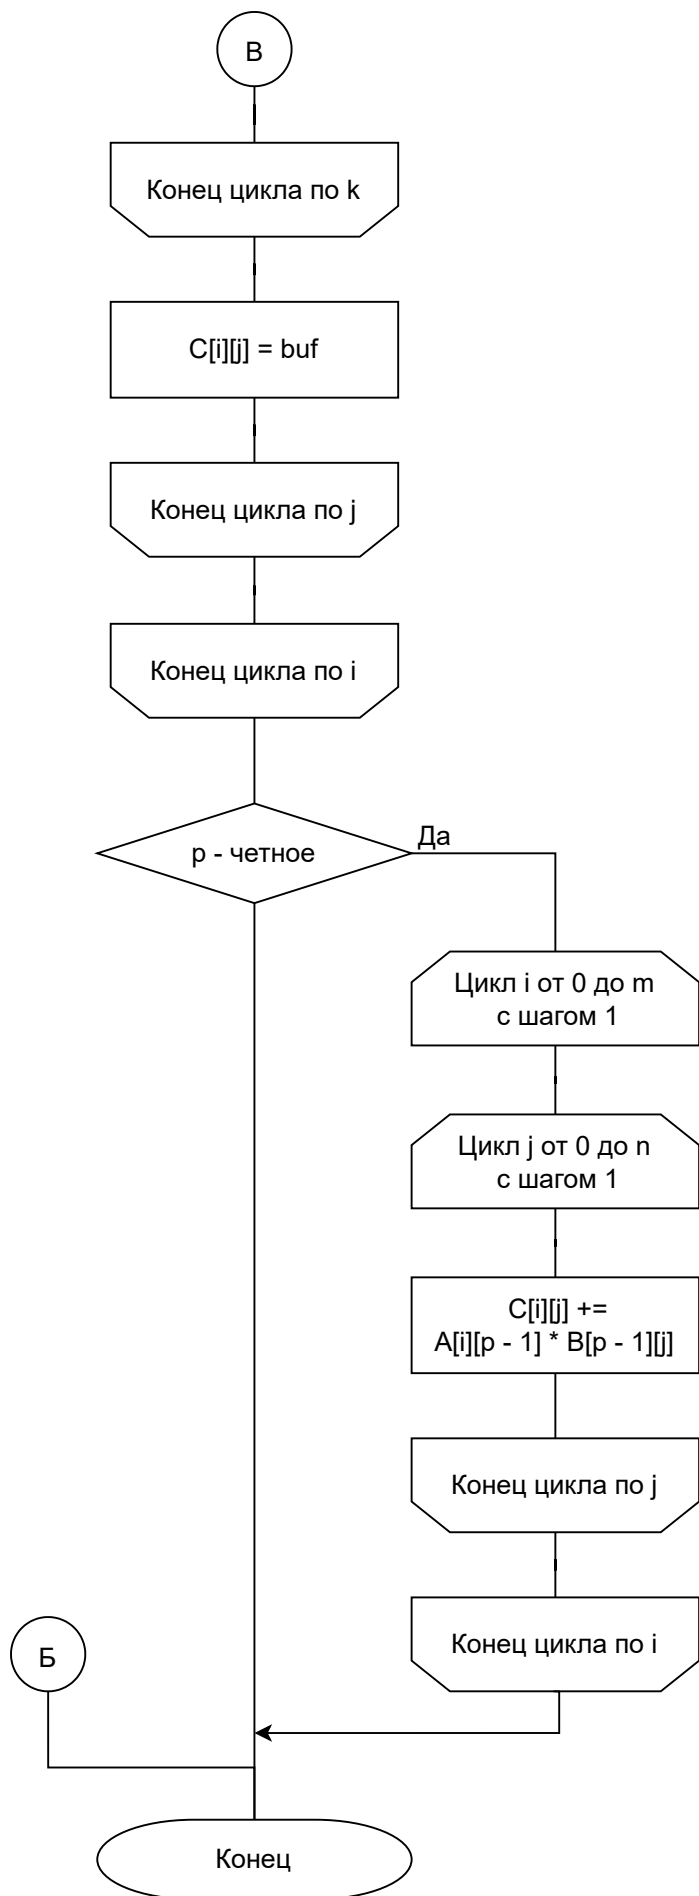 В
Конец цикла по k
C[i][j] = buf
Конец цикла по j
Конец цикла по i
p - четное
Да
Цикл i от 0 до m
с шагом 1
Цикл j от 0 до n
с шагом 1
C[i][j] +=
A[i][p - 1] * B[p - 1][j]
Конец цикла по j
Конец цикла по i
Б
Конец